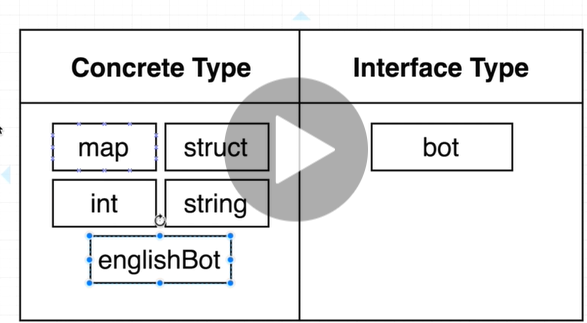 Concrete Type Interface Type
map struct bot
int string
englishBot